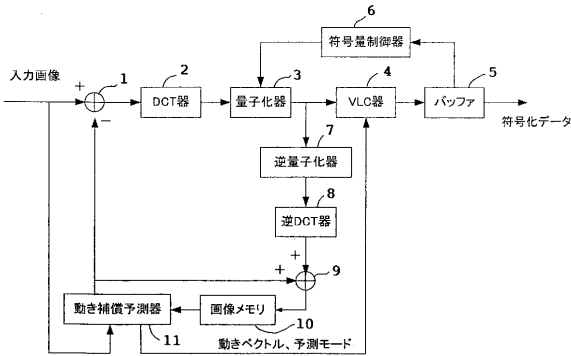 6
符号量制御器
入力画像
+
1
2
3
4
5
−
DCT器
量子化器
VLC器
バッファ
符号化データ
7
逆量子化器
8
逆DCT器
+
+
9
動き補償予測器
画像メモリ
11
10
動きベクトル、予測モード